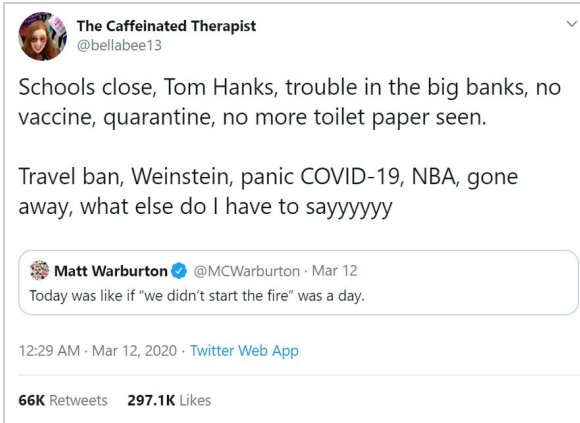 The Caffeinated Therapist
@bellabee13
Schools close, Tom Hanks, trouble in the big banks, no
vaccine, quarantine, no more toilet paper seen.
Travel ban, Weinstein, panic COVID-19, NBA, gone
away, what else do I have to sayyyyyy
Matt Warburton @MCWarburton · Mar 12
Today was like if "we didn't start the fire" was a day.
12:29 AM · Mar 12, 2020 · Twitter Web App
66K Retweets 297.1K Likes